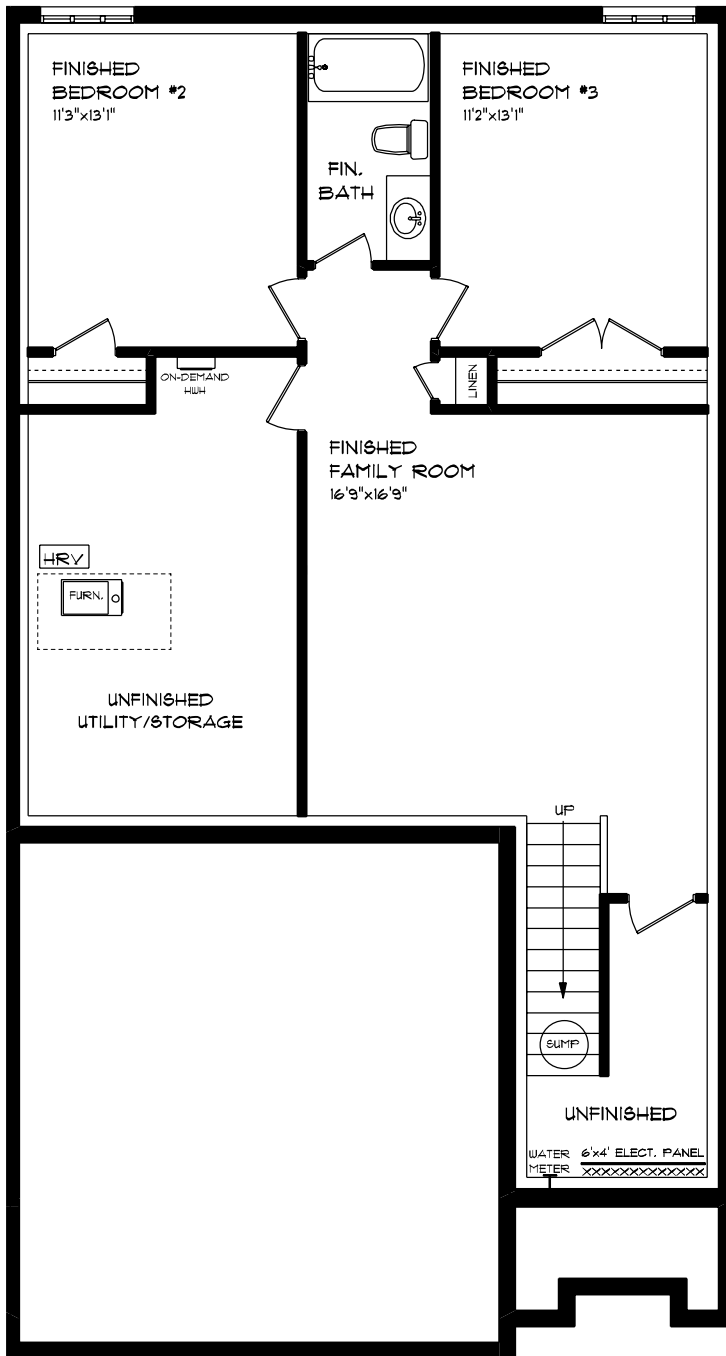 FINISHED
BEDROOM #2
11'3"x13'1"
FIN.
BATH
FINISHED
BEDROOM #3
11'2"x13'1"
ON-DEMAND
HWH
LINEN
FINISHED
FAMILY ROOM
16'9"x16'9"
HRV
FURN.
UNFINISHED
UTILITY/STORAGE
UP
SUMP
UNFINISHED
WATER
METER
6'x4' ELECT. PANEL